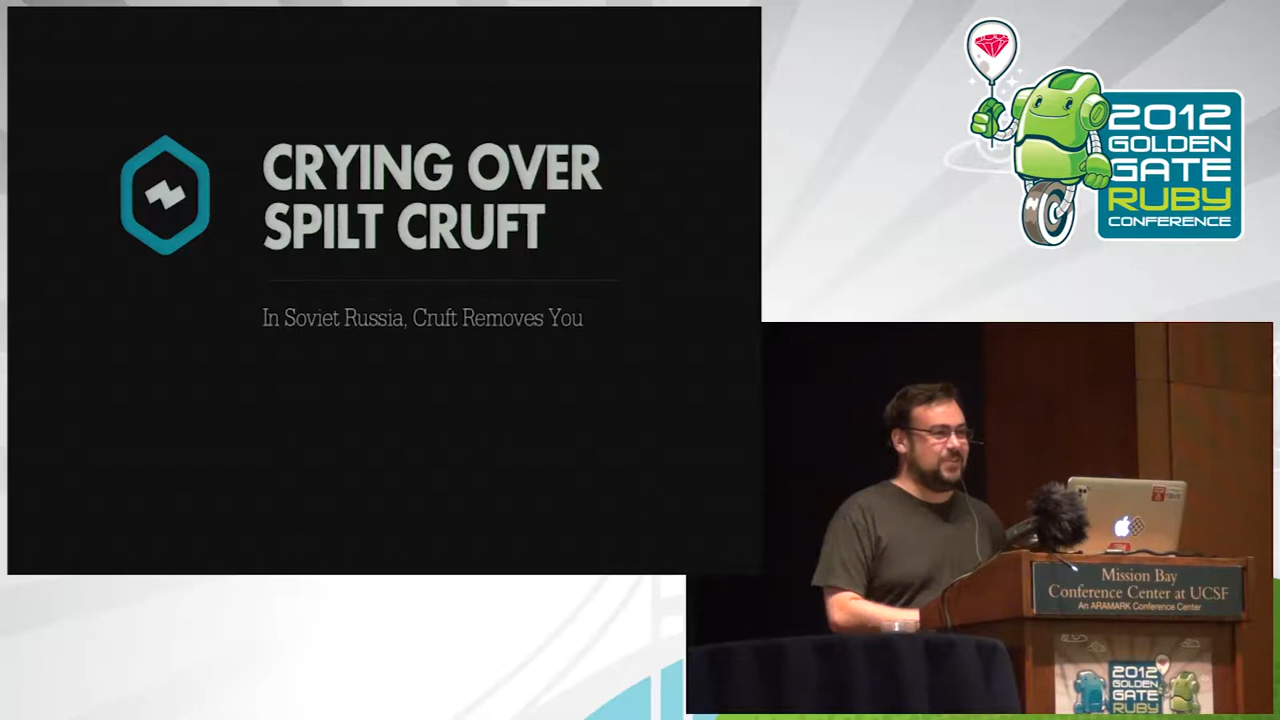 CRYING OVER
SPILT CRUFT
In Soviet Russia, Cruft Removes You
2012
GOLDEN
GATE
RUBY
CONFERENCE
Mission Bay
Conference Center at UCSF
An ARAMARK Conference Center
2012
GOLDEN
GATE
RUBY